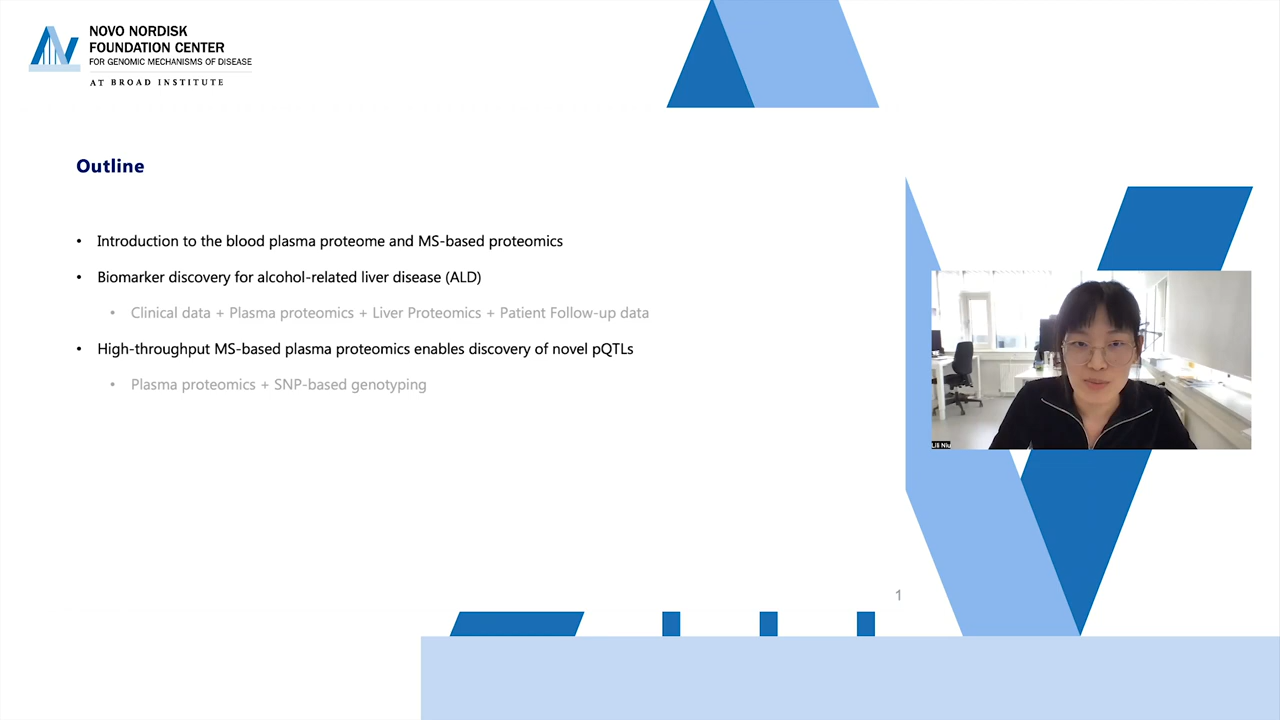 NOVO NORDISK
FOUNDATION CENTER
FOR GENOMIC MECHANISMS OF DISEASE
AT BROAD INSTITUTE
Outline
• Introduction to the blood plasma proteome and MS-based proteomics
• Biomarker discovery for alcohol-related liver disease (ALD)
• Clinical data + Plasma proteomics + Liver Proteomics + Patient Follow-up data
• High-throughput MS-based plasma proteomics enables discovery of novel pQTLs
• Plasma proteomics + SNP-based genotyping
Lili Niu
1